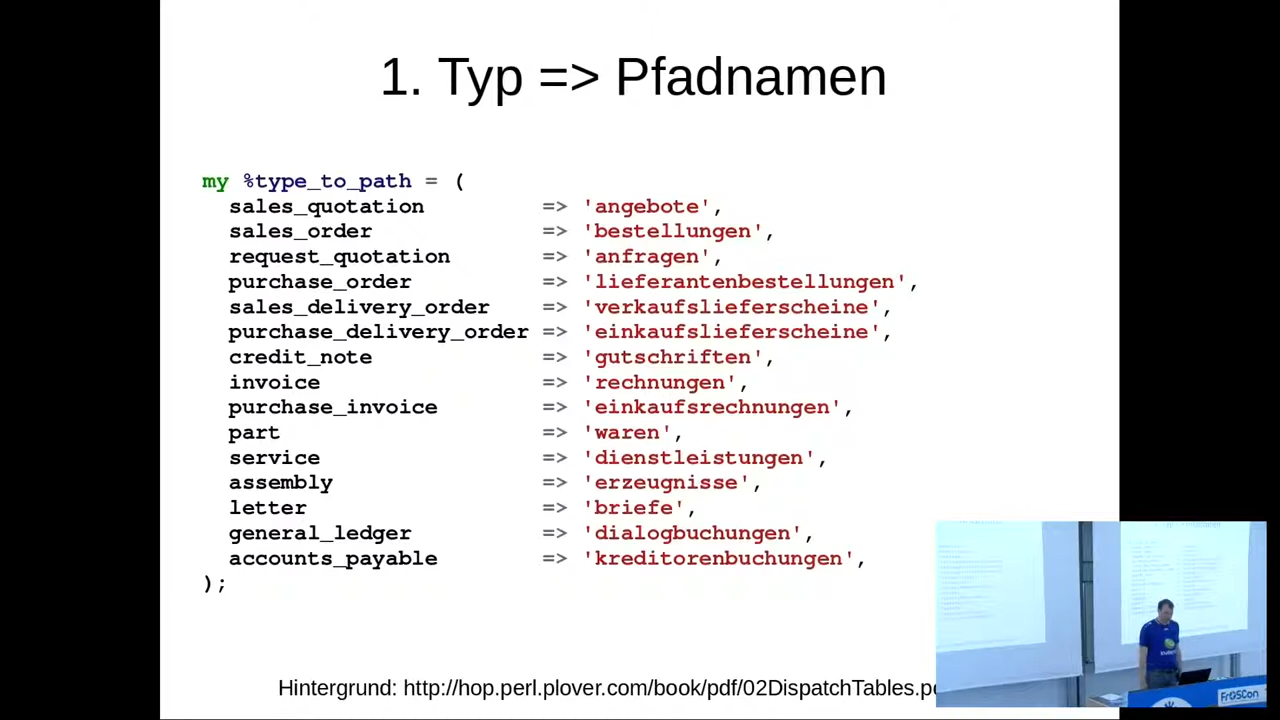 1. Typ => Pfadnamen
my %type_to_path = (
sales_quotation => 'angebote',
sales_order => 'bestellungen',
request_quotation => 'anfragen',
purchase_order => 'lieferantenbestellungen',
sales_delivery_order => 'verkaufslieferscheine',
purchase_delivery_order => 'einkaufslieferscheine',
credit_note => 'gutschriften',
invoice => 'rechnungen',
purchase_invoice => 'einkaufsrechnungen',
part => 'waren',
service => 'dienstleistungen',
assembly => 'erzeugnisse',
letter => 'briefe',
general_ledger => 'dialogbuchungen',
accounts_payable => 'kreditorenbuchungen',
);
Hintergrund: http://hop.perl.plover.com/book/pdf/02DispatchTables.p
FrOSCon